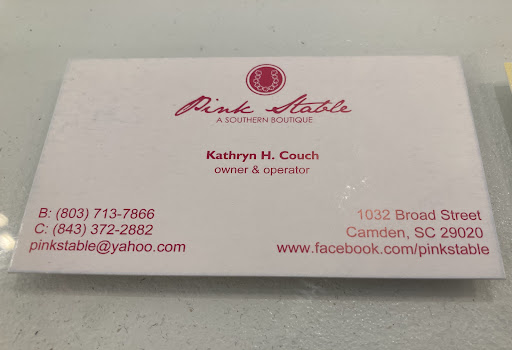 Pink Stable
A SOUTHERN BOUTIQUE
Kathryn H. Couch
owner & operator
B: (803) 713-7866
C: (843) 372-2882
pinkstable@yahoo.com
1032 Broad Street
Camden, SC 29020
www.facebook.com/pinkstable